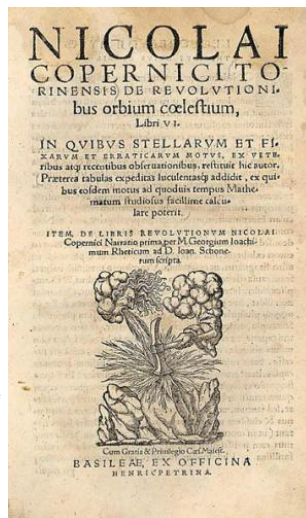 NICOLAI
COPERNICI TO-
RINENSIS DE REVOLVTIONI-
bus orbium cœlestium,
Libri VI.
IN QVIBVS STELLARVM ET FI-
XARVM ET ERRATICARVM MOTVS, EX VETE-
ribus atq; recentibus obseruationibus, restituit hic autor.
Præterea tabulas expeditas luculentasq; addidit, ex qui-
bus eosdem motus ad quoduis tempus Mathe-
matum studiosus facillime calcu-
lare poterit.
ITEM, DE LIBRIS REVOLVTIONVM NICOLAI
Copernici Narratio prima, per M. Georgium Ioachi-
mum Rheticum ad D. Ioan. Schone-
rum scripta.
Cum Gratia & Priuilegio Cæs. Maiest.
BASILEAE, EX OFFICINA
HENRICPETRINA.